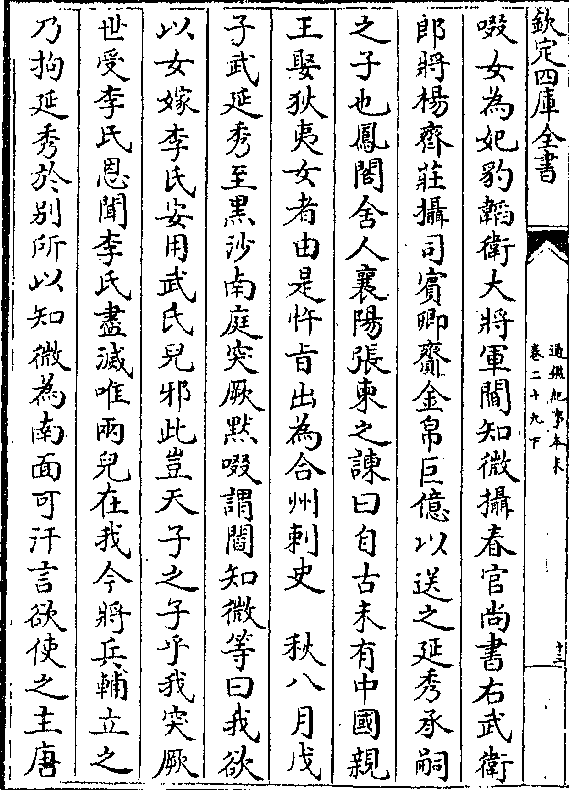 欽定四庫全書
通鑑紀事本末
卷二十九下
十三
啜女為妃豹韜衛大將軍閻知微攝春官尚書右武衛
郎將楊齊莊攝司賓卿齎金帛巨億以送之延秀承嗣
之子也鳳閣舍人襄陽張柬之諫曰自古未有中國親
王娶狄夷女者由是忤旨出為合州刺史　秋八月戊
子武延秀至黑沙南庭突厥黙啜謂閻知微等曰我欲
以女嫁李氏安用武氏兒邪此豈天子之子乎我突厥
世受李氏恩聞李氏盡滅唯兩兒在我今將兵輔立之
乃拘延秀於别所以知微為南面可汗言欲使之主唐